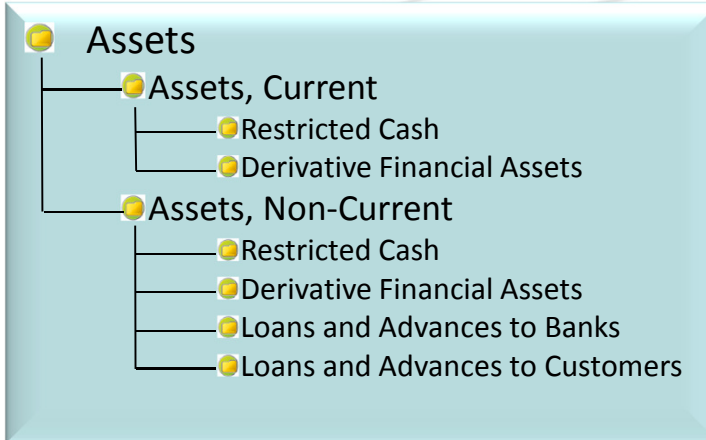 Assets
Assets, Current
Restricted Cash
Derivative Financial Assets
Assets, Non-Current
Restricted Cash
Derivative Financial Assets
Loans and Advances to Banks
Loans and Advances to Customers